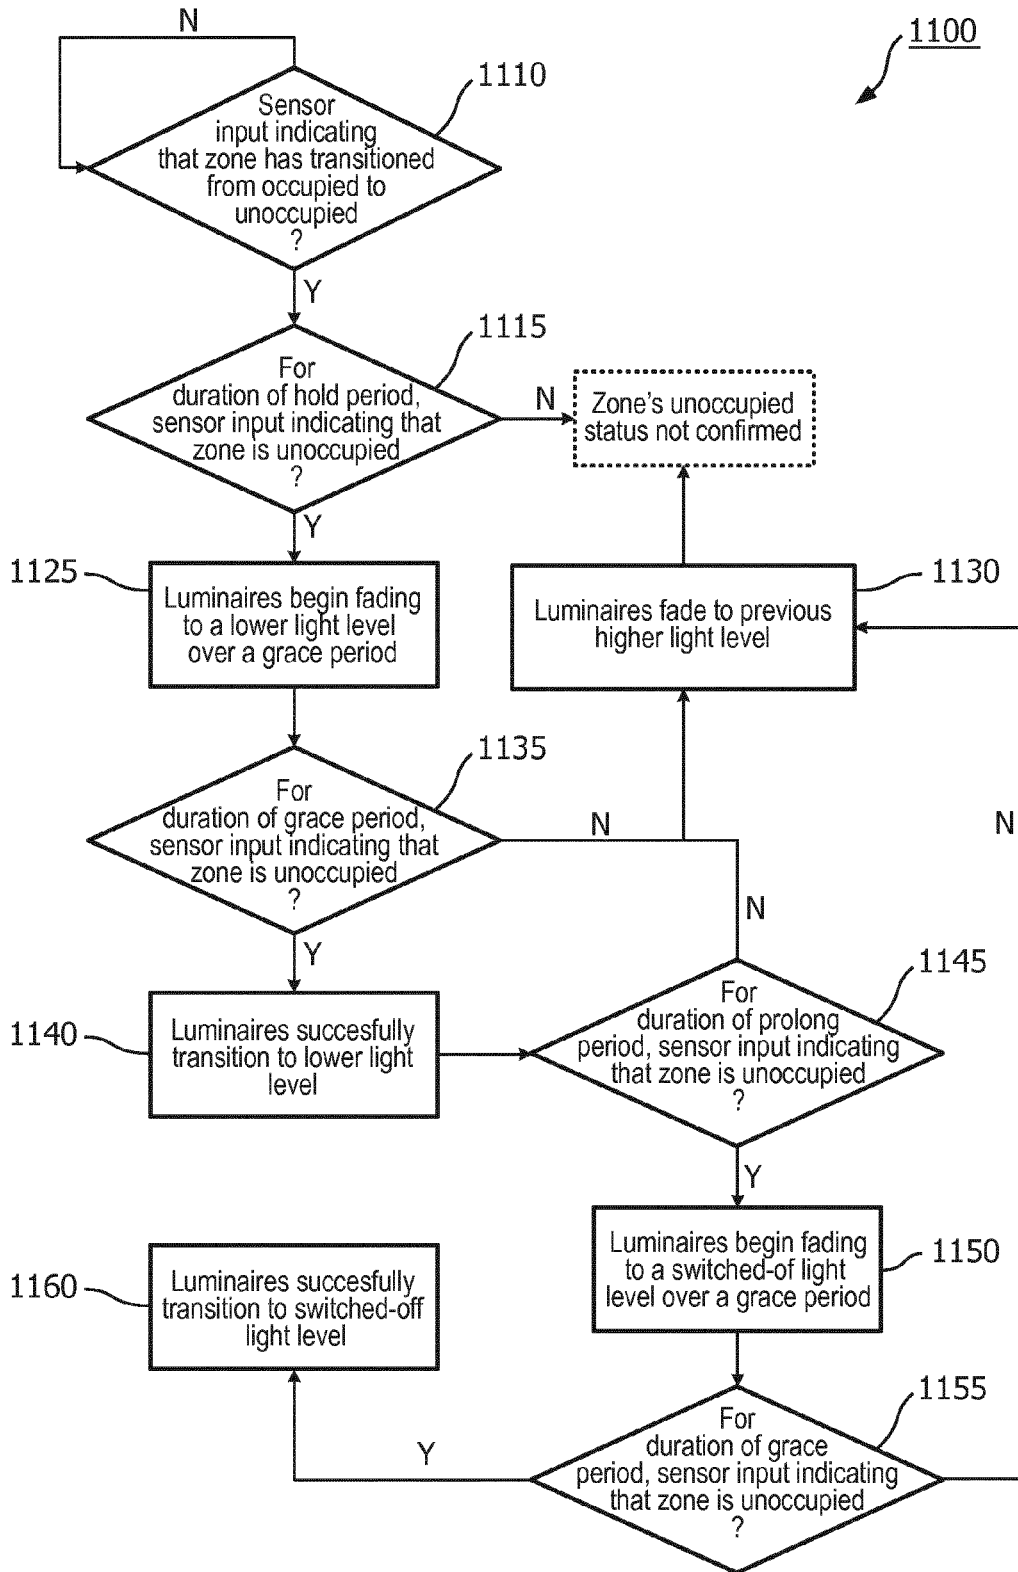 N
1100
1110
Sensor
input indicating
that zone has transitioned
from occupied to
unoccupied
?
Y
1115
For
duration of hold period,
sensor input indicating that
zone is unoccupied
?
N
Zone's unoccupied
status not confirmed
Y
1125
Luminaires begin fading
to a lower light level
over a grace period
1130
Luminaires fade to previous
higher light level
1135
For
duration of grace period,
sensor input indicating that
zone is unoccupied
?
N
N
Y
N
1140
Luminaires succesfully
transition to lower light
level
1145
For
duration of prolong
period, sensor input indicating
that zone is unoccupied
?
Y
1150
Luminaires begin fading
to a switched-of light
level over a grace period
1160
Luminaires succesfully
transition to switched-off
light level
1155
For
duration of grace
period, sensor input indicating
that zone is unoccupied
?
Y